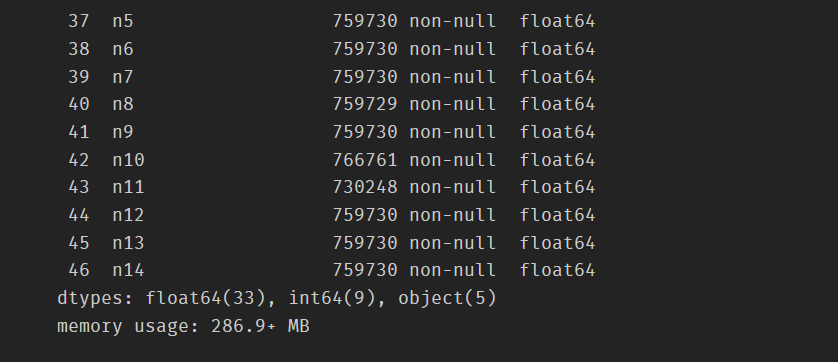 37 n5 759730 non-null float64
38 n6 759730 non-null float64
39 n7 759730 non-null float64
40 n8 759729 non-null float64
41 n9 759730 non-null float64
42 n10 766761 non-null float64
43 n11 730248 non-null float64
44 n12 759730 non-null float64
45 n13 759730 non-null float64
46 n14 759730 non-null float64
dtypes: float64(33), int64(9), object(5)
memory usage: 286.9+ MB